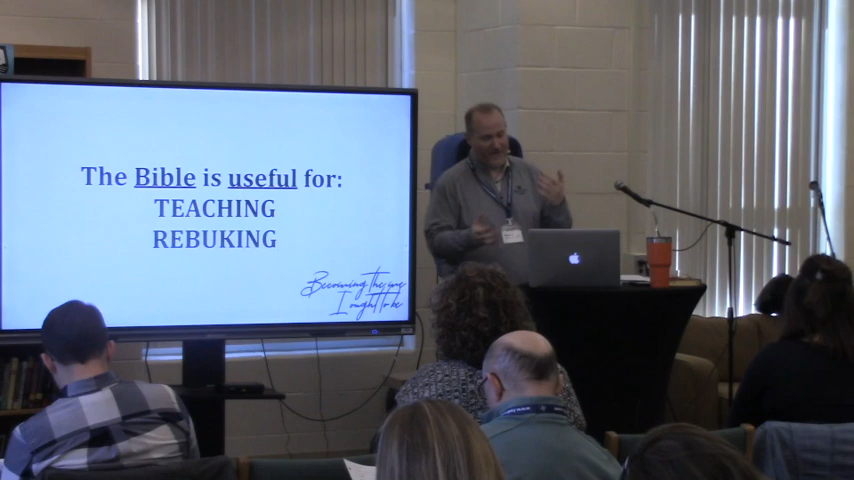 The Bible is useful for:
TEACHING
REBUKING
Becoming the one
I ought to be